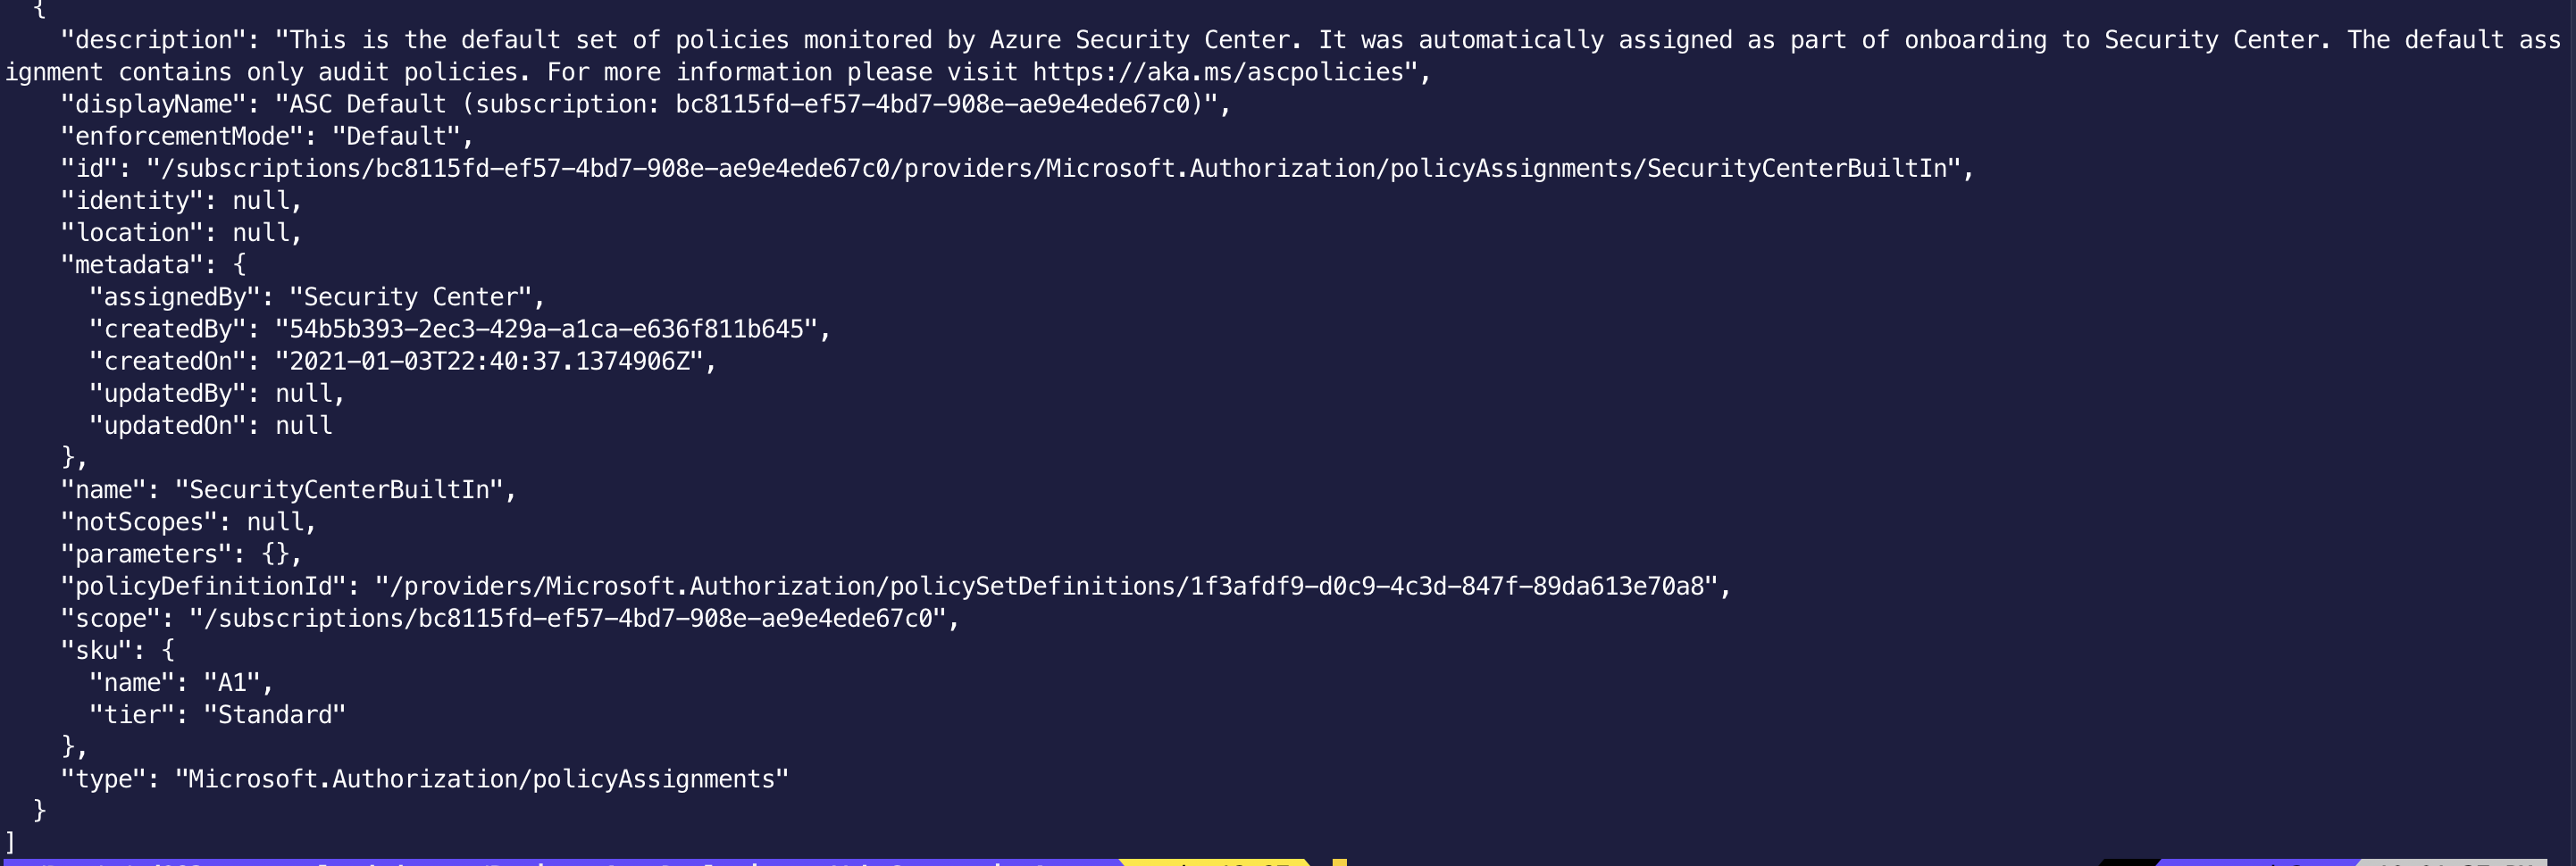 {
"description": "This is the default set of policies monitored by Azure Security Center. It was automatically assigned as part of onboarding to Security Center. The default ass
ignment contains only audit policies. For more information please visit https://aka.ms/ascpolicies",
"displayName": "ASC Default (subscription: bc8115fd-ef57-4bd7-908e-ae9e4ede67c0)",
"enforcementMode": "Default",
"id": "/subscriptions/bc8115fd-ef57-4bd7-908e-ae9e4ede67c0/providers/Microsoft.Authorization/policyAssignments/SecurityCenterBuiltIn",
"identity": null,
"location": null,
"metadata": {
"assignedBy": "Security Center",
"createdBy": "54b5b393-2ec3-429a-a1ca-e636f811b645",
"createdOn": "2021-01-03T22:40:37.1374906Z",
"updatedBy": null,
"updatedOn": null
},
"name": "SecurityCenterBuiltIn",
"notScopes": null,
"parameters": {},
"policyDefinitionId": "/providers/Microsoft.Authorization/policySetDefinitions/1f3afdf9-d0c9-4c3d-847f-89da613e70a8",
"scope": "/subscriptions/bc8115fd-ef57-4bd7-908e-ae9e4ede67c0",
"sku": {
"name": "A1",
"tier": "Standard"
},
"type": "Microsoft.Authorization/policyAssignments"
}
]